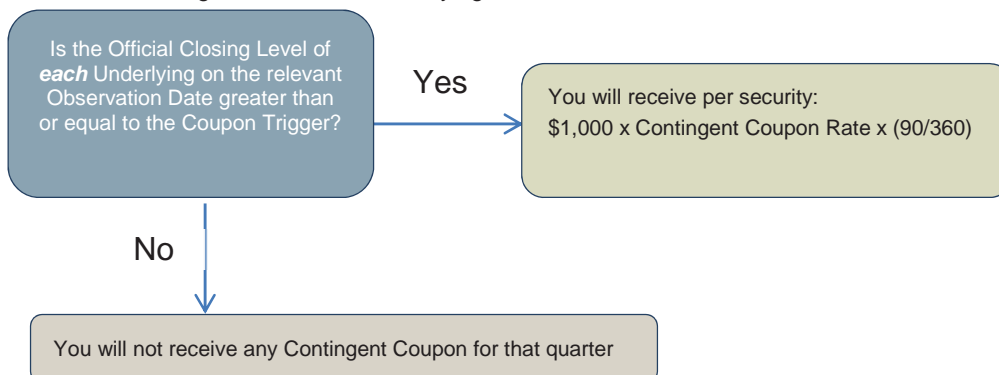 Is the Official Closing Level of
each Underlying on the relevant
Observation Date greater than
or equal to the Coupon Trigger?
Yes
You will receive per security:
$1,000 x Contingent Coupon Rate x (90/360)
No
You will not receive any Contingent Coupon for that quarter